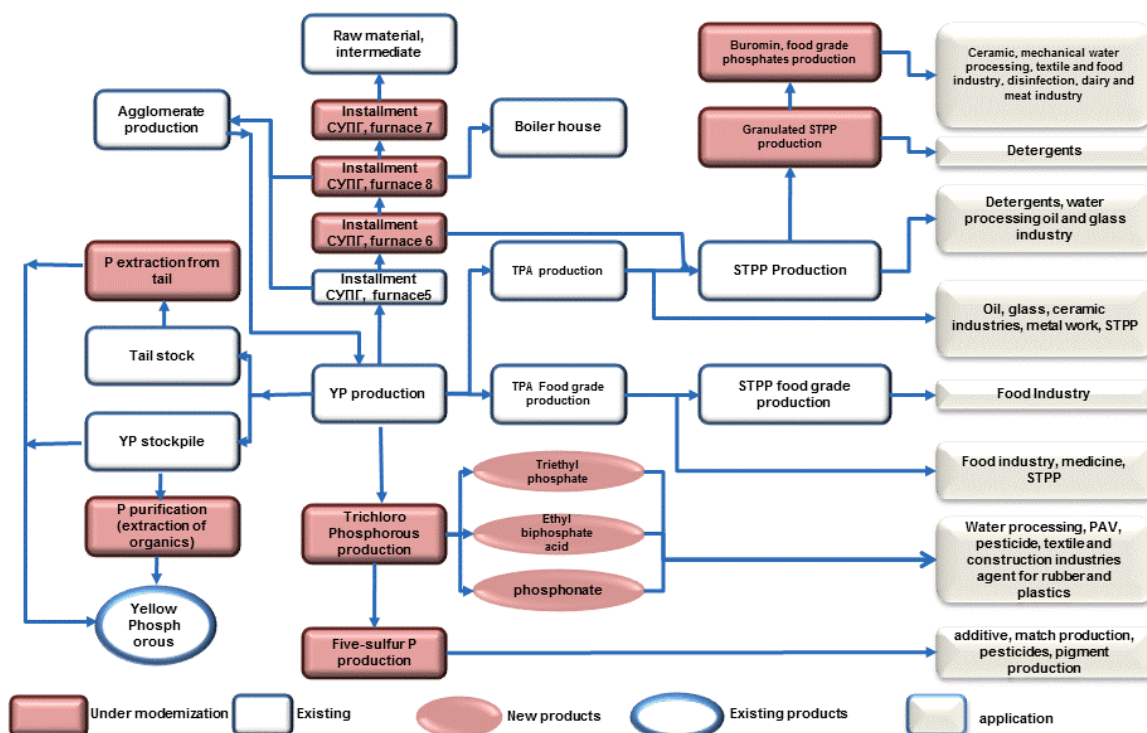 Raw material,
intermediate
Buromin, food grade
phosphates production
Ceramic, mechanical water
processing, textile and food
industry, disinfection, dairy and
meat industry
Agglomerate
production
Installment
СУПГ, furnace 7
Boiler house
Granulated STPP
production
Detergents
Installment
СУПГ, furnace 8
Installment
СУПГ, furnace 6
Detergents, water
processing oil and glass
industry
P extraction from
tail
Installment
СУПГ, furnace5
TPA production
STPP Production
Oil, glass, ceramic
industries, metal work, STPP
Tail stock
YP production
TPA Food grade
production
STPP food grade
production
Food Industry
YP stockpile
Triethyl
phosphate
Food industry, medicine,
STPP
P purification
(extraction of
organics)
Trichloro
Phosphorous
production
Ethyl
biphosphate
acid
Water processing, PAV,
pesticide, textile and
construction industries
agent for rubber and
plastics
phosphonate
Yellow
Phosph
orous
Five-sulfur P
production
additive, match production,
pesticides, pigment
production
Under modernization
Existing
New products
Existing products
application